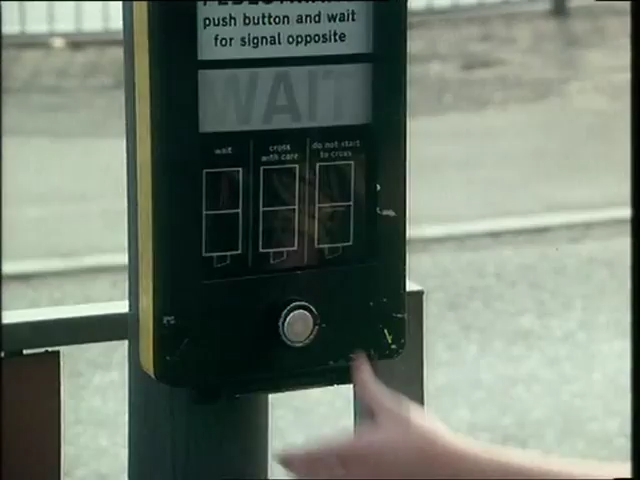 push button and wait
for signal opposite
WAIT
wait
cross
with care
do not start
to cross